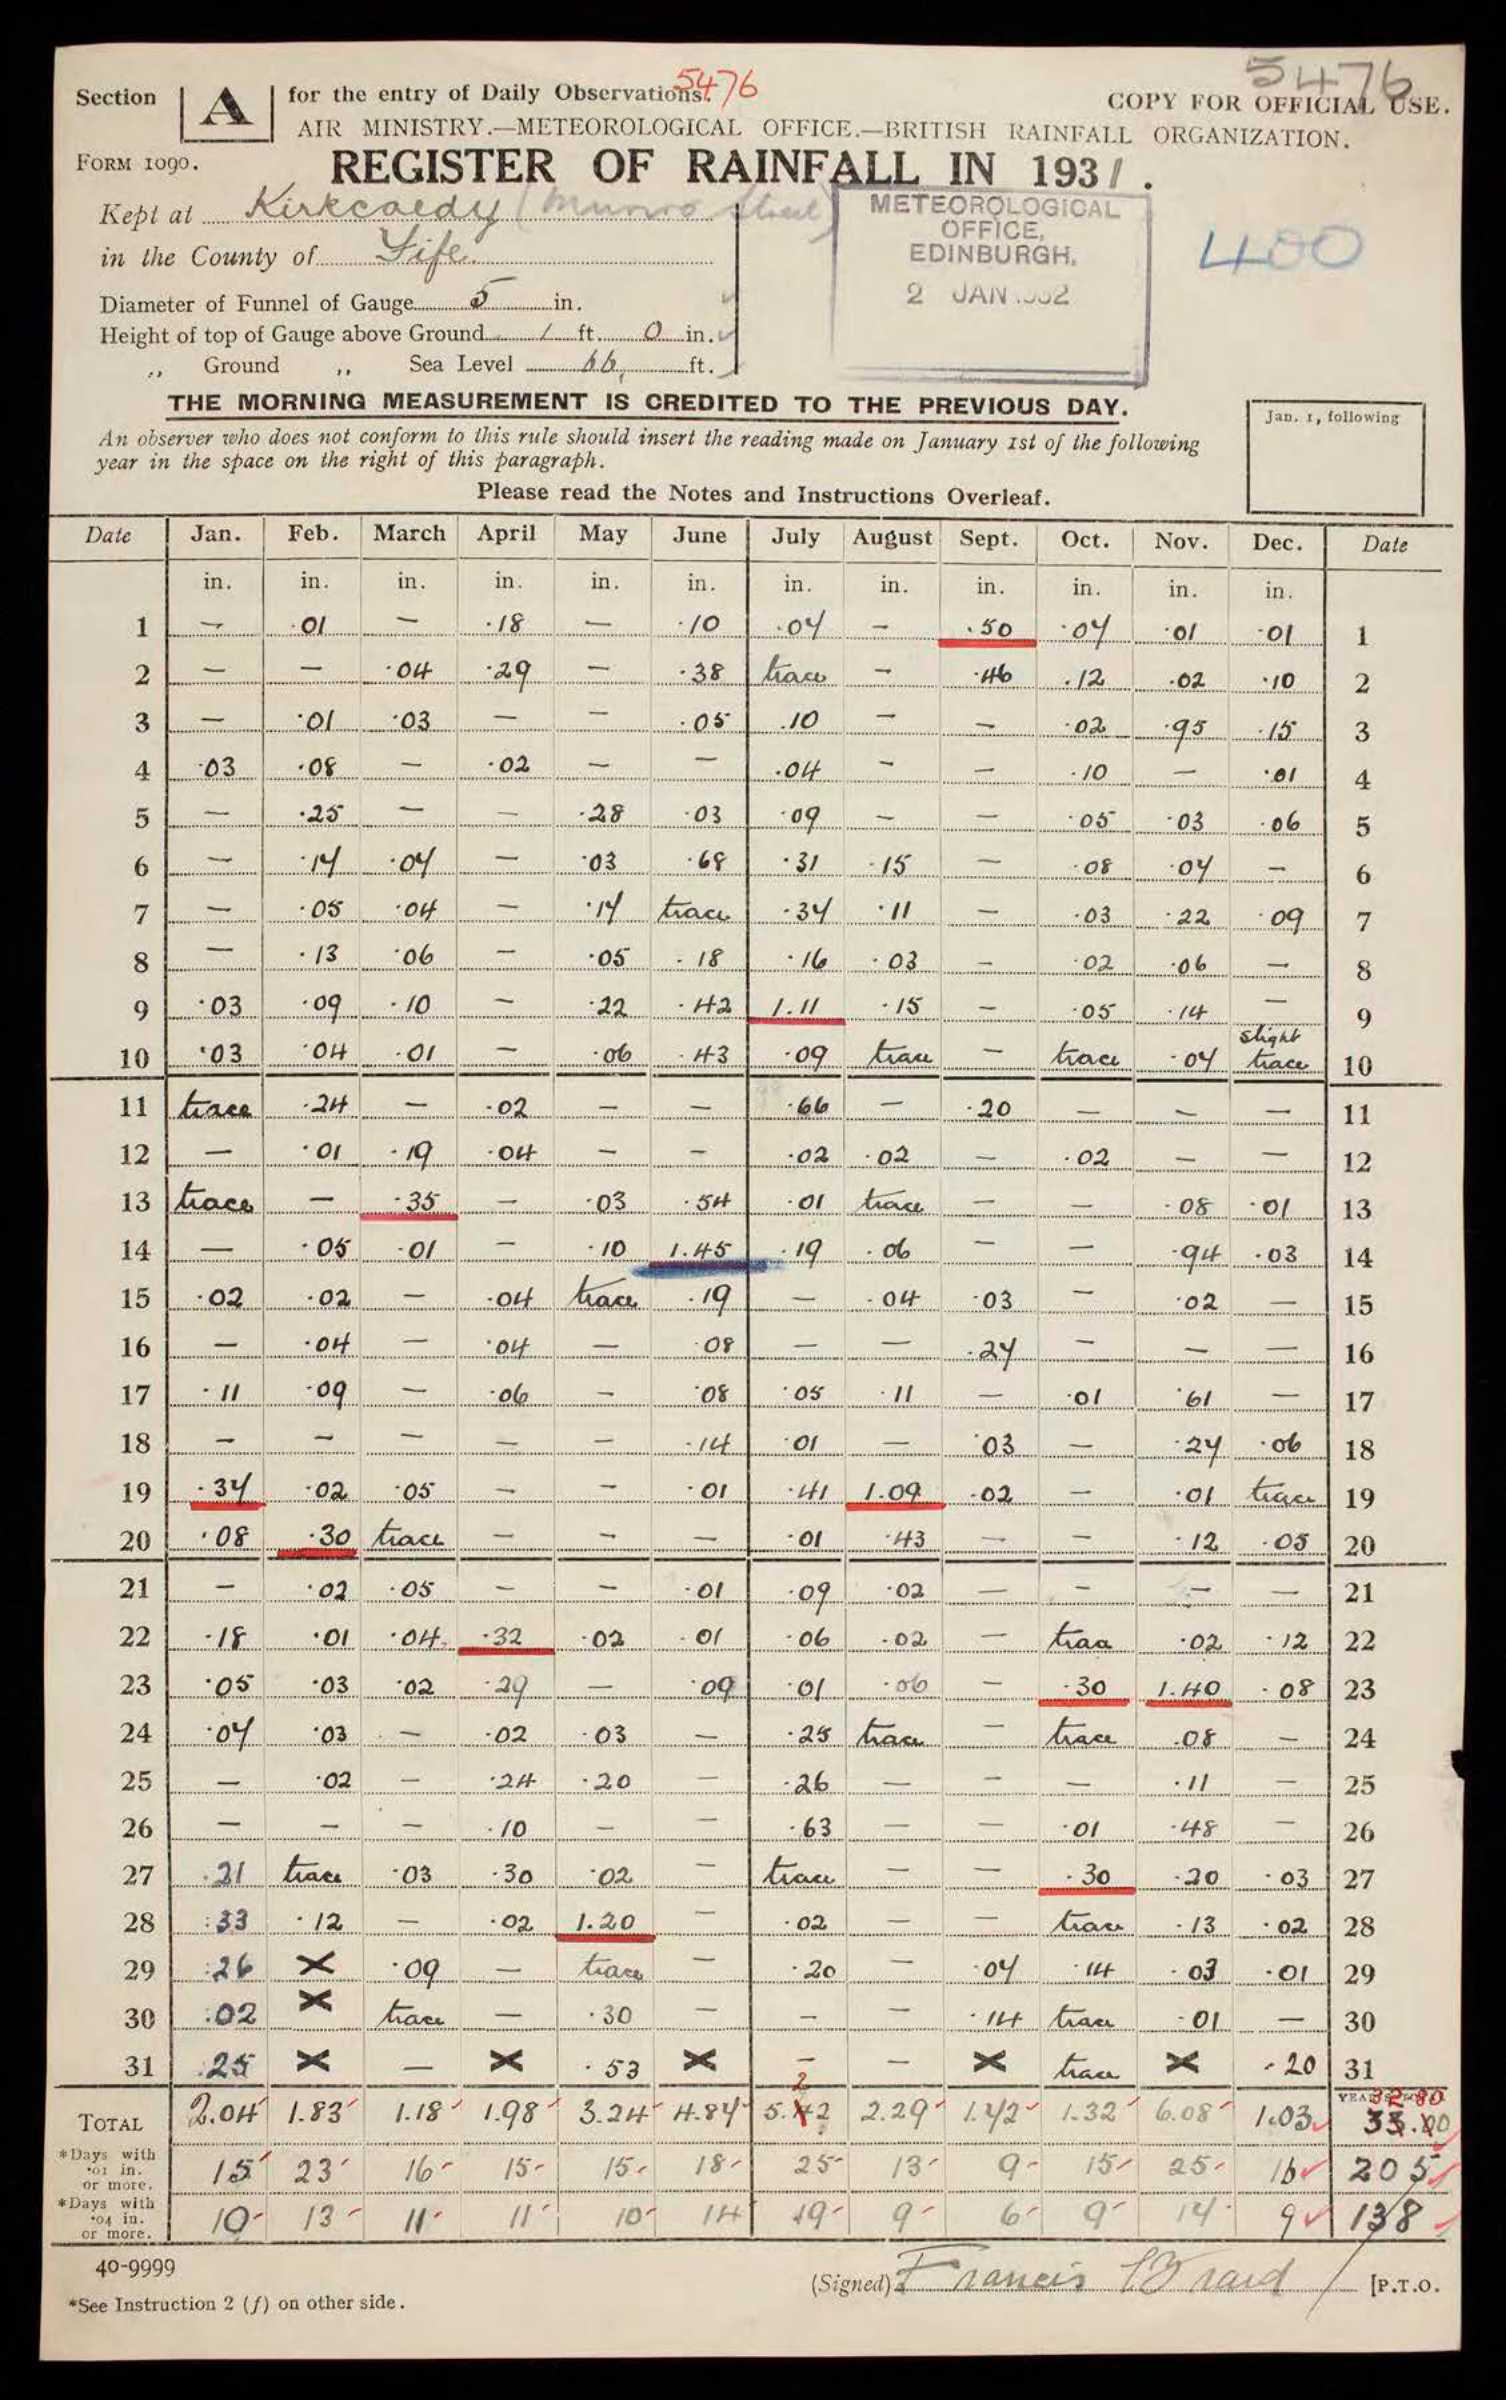 5476
5476
Section A for the entry of Daily Observations.
COPY FOR OFFICIAL USE.
AIR MINISTRY.—METEOROLOGICAL OFFICE.—BRITISH RAINFALL ORGANIZATION.
FORM 1090.
REGISTER OF RAINFALL IN 1931.
Kept at Kirkcaldy (Munro Street)
in the County of Fife.
Diameter of Funnel of Gauge 5 in.
Height of top of Gauge above Ground 1 ft. 0 in.
,, Ground ,, Sea Level 66 ft.
METEOROLOGICAL
OFFICE,
EDINBURGH.
2 JAN.
400
THE MORNING MEASUREMENT IS CREDITED TO THE PREVIOUS DAY.
An observer who does not conform to this rule should insert the reading made on January 1st of the following
year in the space on the right of this paragraph.
Jan. 1, following
Please read the Notes and Instructions Overleaf.
Date Jan. Feb. March April May June July August Sept. Oct. Nov. Dec. Date
in. in. in. in. in. in. in. in. in. in. in. in.
1 — ·01 — ·18 — ·10 ·04 — ·50 ·04 ·01 ·01 1
2 — — ·04 ·29 — ·38 trace — ·46 ·12 ·02 ·10 2
3 — ·01 ·03 — — ·05 ·10 — — ·02 ·95 ·15 3
4 ·03 ·08 — ·02 — — ·04 — — ·10 — ·01 4
5 — ·25 — — ·28 ·03 ·09 — — ·05 ·03 ·06 5
6 — ·14 ·04 — ·03 ·68 ·31 ·15 — ·08 ·04 — 6
7 — ·05 ·04 — ·14 trace ·34 ·11 — ·03 ·22 ·09 7
8 — ·13 ·06 — ·05 ·18 ·16 ·03 — ·02 ·06 — 8
9 ·03 ·09 ·10 — ·22 ·42 1.11 ·15 — ·05 ·14 — 9
10 ·03 ·04 ·01 — ·06 ·43 ·09 trace — trace ·04 slight trace 10
11 trace ·24 — ·02 — — ·66 — ·20 — — — 11
12 — ·01 ·19 ·04 — — ·02 ·02 — ·02 — — 12
13 trace — ·35 — ·03 ·54 ·01 trace — — ·08 ·01 13
14 — ·05 ·01 — ·10 1.45 ·19 ·06 — — ·94 ·03 14
15 ·02 ·02 — ·04 trace ·19 — ·04 ·03 — ·02 — 15
16 — ·04 — ·04 — ·08 — — ·24 — — — 16
17 ·11 ·09 — ·06 — ·08 ·05 ·11 — ·01 ·61 — 17
18 — — — — — ·14 ·01 — ·03 — ·24 ·06 18
19 ·34 ·02 ·05 — — ·01 ·41 1.09 ·02 — ·01 trace 19
20 ·08 ·30 trace — — — ·01 ·43 — — ·12 ·05 20
21 — ·02 ·05 — — ·01 ·09 ·02 — — — — 21
22 ·18 ·01 ·04 ·32 ·02 ·01 ·06 ·02 — trace ·02 ·12 22
23 ·05 ·03 ·02 ·29 — ·09 ·01 ·06 — ·30 1.40 ·08 23
24 ·04 ·03 — ·02 ·03 — ·25 trace — trace ·08 — 24
25 — ·02 — ·24 ·20 — ·26 — — — ·11 — 25
26 — — — ·10 — — ·63 — — ·01 ·48 — 26
27 ·21 trace ·03 ·30 ·02 — trace — — ·30 ·20 ·03 27
28 ·33 ·12 — ·02 1.20 — ·02 — — trace ·13 ·02 28
29 ·26 X ·09 — trace — ·20 — ·04 ·14 ·03 ·01 29
30 ·02 X trace — ·30 — — — ·14 trace ·01 — 30
31 ·25 X — X ·53 X — — X trace X ·20 31
2 32.80
TOTAL 2.04 1.83 1.18 1.98 3.24 4.84 5.42 2.29 1.42 1.32 6.08 1.03
*Days with ·01 in. or more. 15 23 16 15 15 18 25 13 9 15 25 16 205
*Days with ·04 in. or more. 10 13 11 11 10 14 19 9 6 9 14 9 138
40-9999
(Signed) Francis [P.T.O.
*See Instruction 2 (f) on other side.